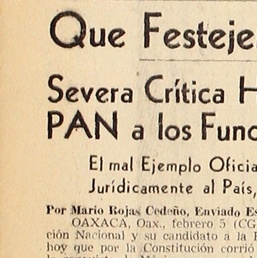 Que Festeje
Severa Crítica H
PAN a los Func
El mal Ejemplo Oficia
Jurídicamente al País,
Por Mario Rojas Cedeño, Enviado Es
OAXACA, Oax., febrero 5 (CG
ción Nacional y su candidato a la P
hoy que por la Constitución corrió